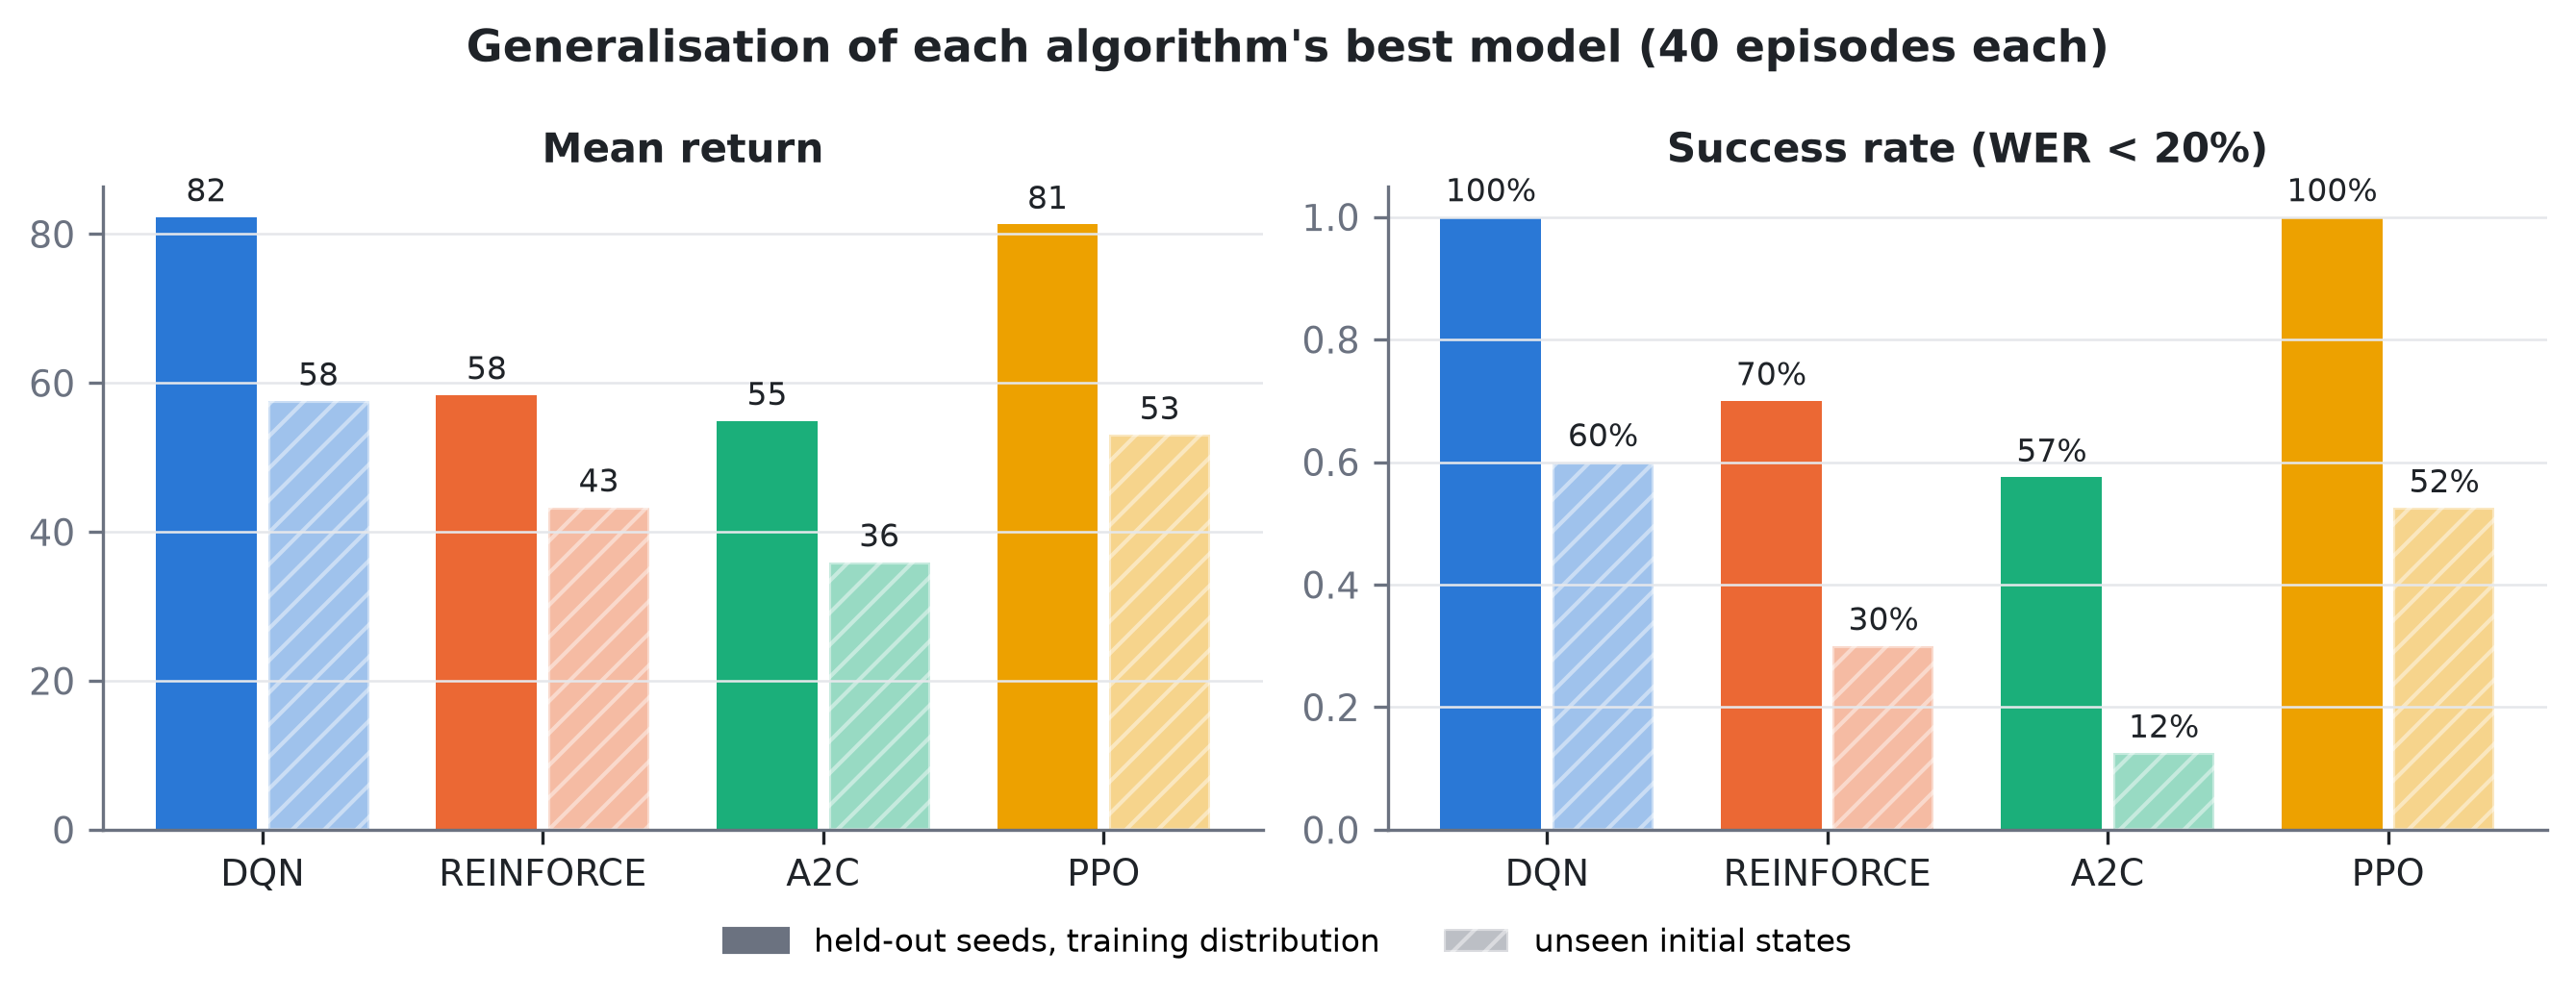 Generalisation of each algorithm's best model (40 episodes each)
Mean return
82
58
58
43
55
36
81
53
80
60
40
20
0
DQN
REINFORCE
A2C
PPO
Success rate (WER < 20%)
100%
60%
70%
30%
57%
12%
100%
52%
1.0
0.8
0.6
0.4
0.2
0.0
DQN
REINFORCE
A2C
PPO
held-out seeds, training distribution
unseen initial states